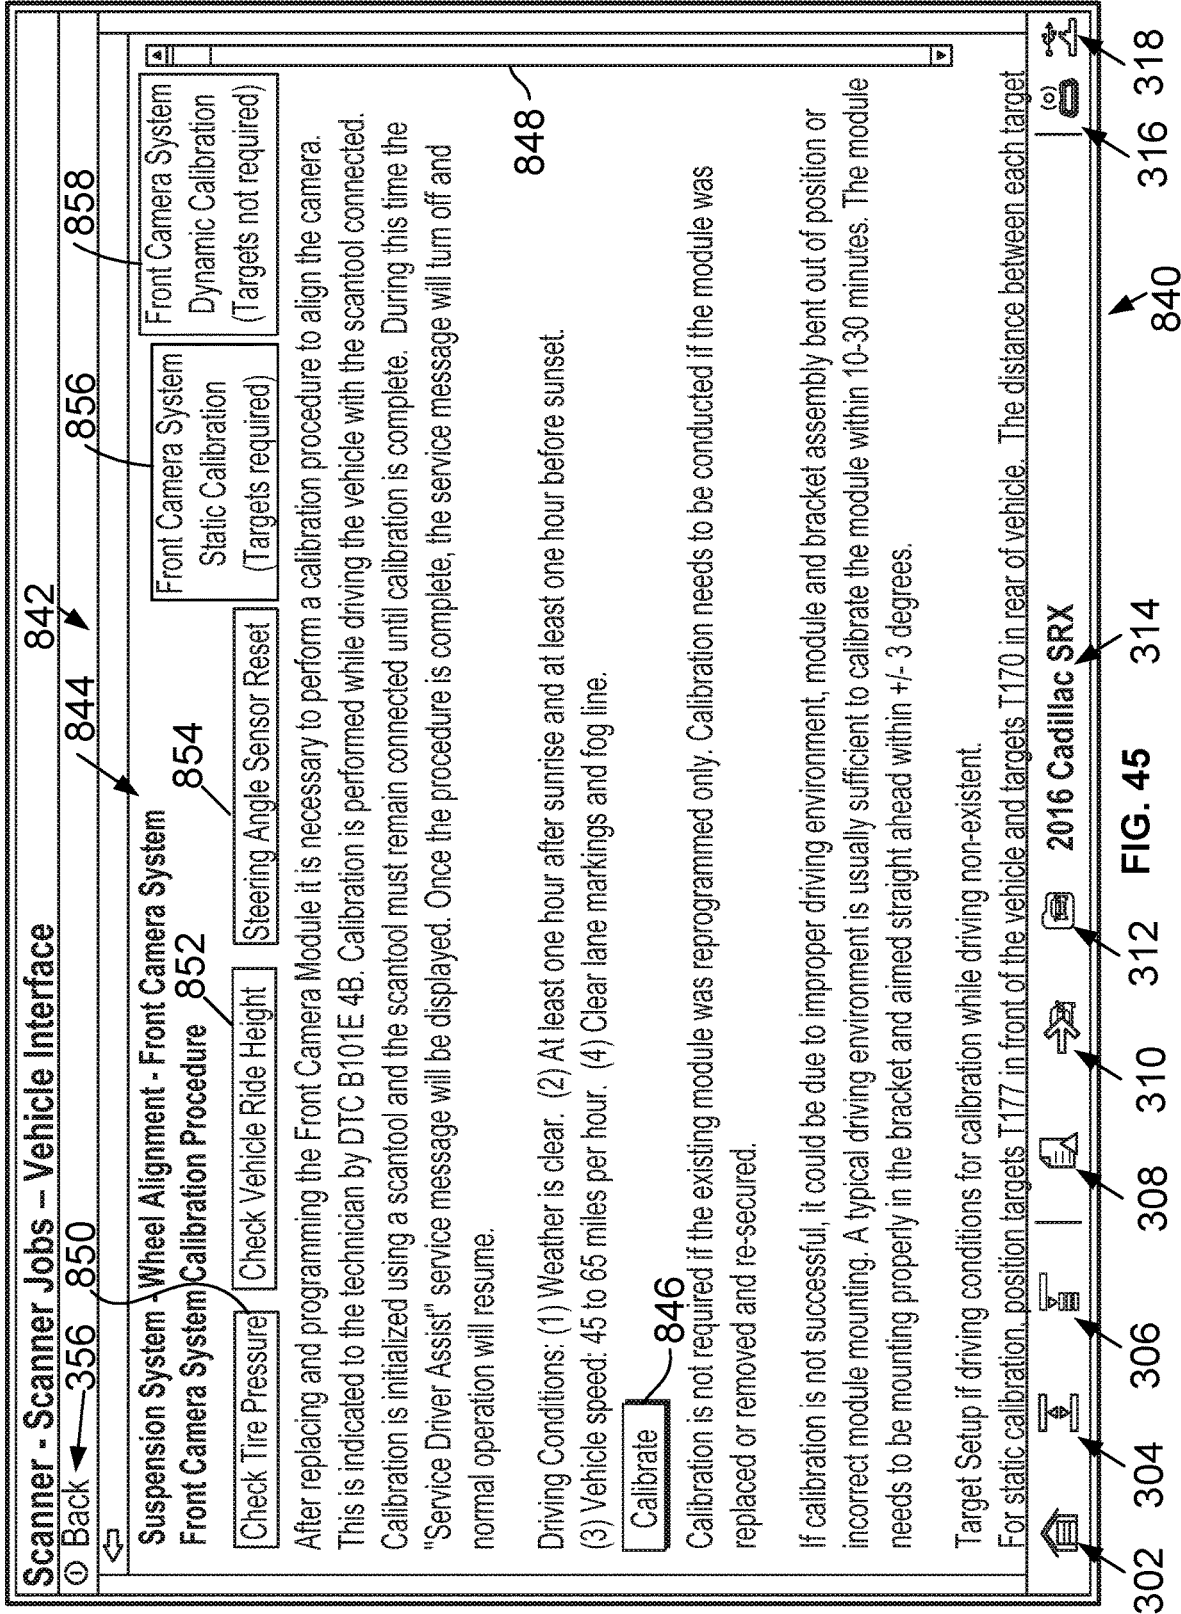 Scanner - Scanner Jobs – Vehicle Interface
842
Back 356 850 844 856 858
Suspension System - Wheel Alignment - Front Camera System
Front Camera System Calibration Procedure
852
854
Check Tire Pressure
Check Vehicle Ride Height
Steering Angle Sensor Reset
Front Camera System
Static Calibration
(Targets required)
Front Camera System
Dynamic Calibration
(Targets not required)
After replacing and programming the Front Camera Module it is necessary to perform a calibration procedure to align the camera.
This is indicated to the technician by DTC B101E 4B. Calibration is performed while driving the vehicle with the scantool connected.
Calibration is initialized using a scantool and the scantool must remain connected until calibration is complete. During this time the
"Service Driver Assist" service message will be displayed. Once the procedure is complete, the service message will turn off and
normal operation will resume.
848
Driving Conditions: (1) Weather is clear. (2) At least one hour after sunrise and at least one hour before sunset.
(3) Vehicle speed: 45 to 65 miles per hour. (4) Clear lane markings and fog line.
Calibrate
846
Calibration is not required if the existing module was reprogrammed only. Calibration needs to be conducted if the module was
replaced or removed and re-secured.
If calibration is not successful, it could be due to improper driving environment, module and bracket assembly bent out of position or
incorrect module mounting. A typical driving environment is usually sufficient to calibrate the module within 10-30 minutes. The module
needs to be mounting properly in the bracket and aimed straight ahead within +/- 3 degrees.
Target Setup if driving conditions for calibration while driving non-existent.
For static calibration, position targets T177 in front of the vehicle and targets T170 in rear of vehicle. The distance between each target
2016 Cadillac SRX
302 304 306 308 310 312 314 316 318
840
FIG. 45